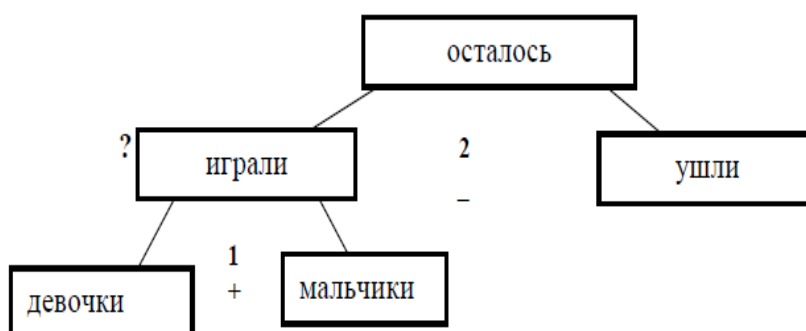 осталось
?
играли
2
–
ушли
девочки
1
+
мальчики